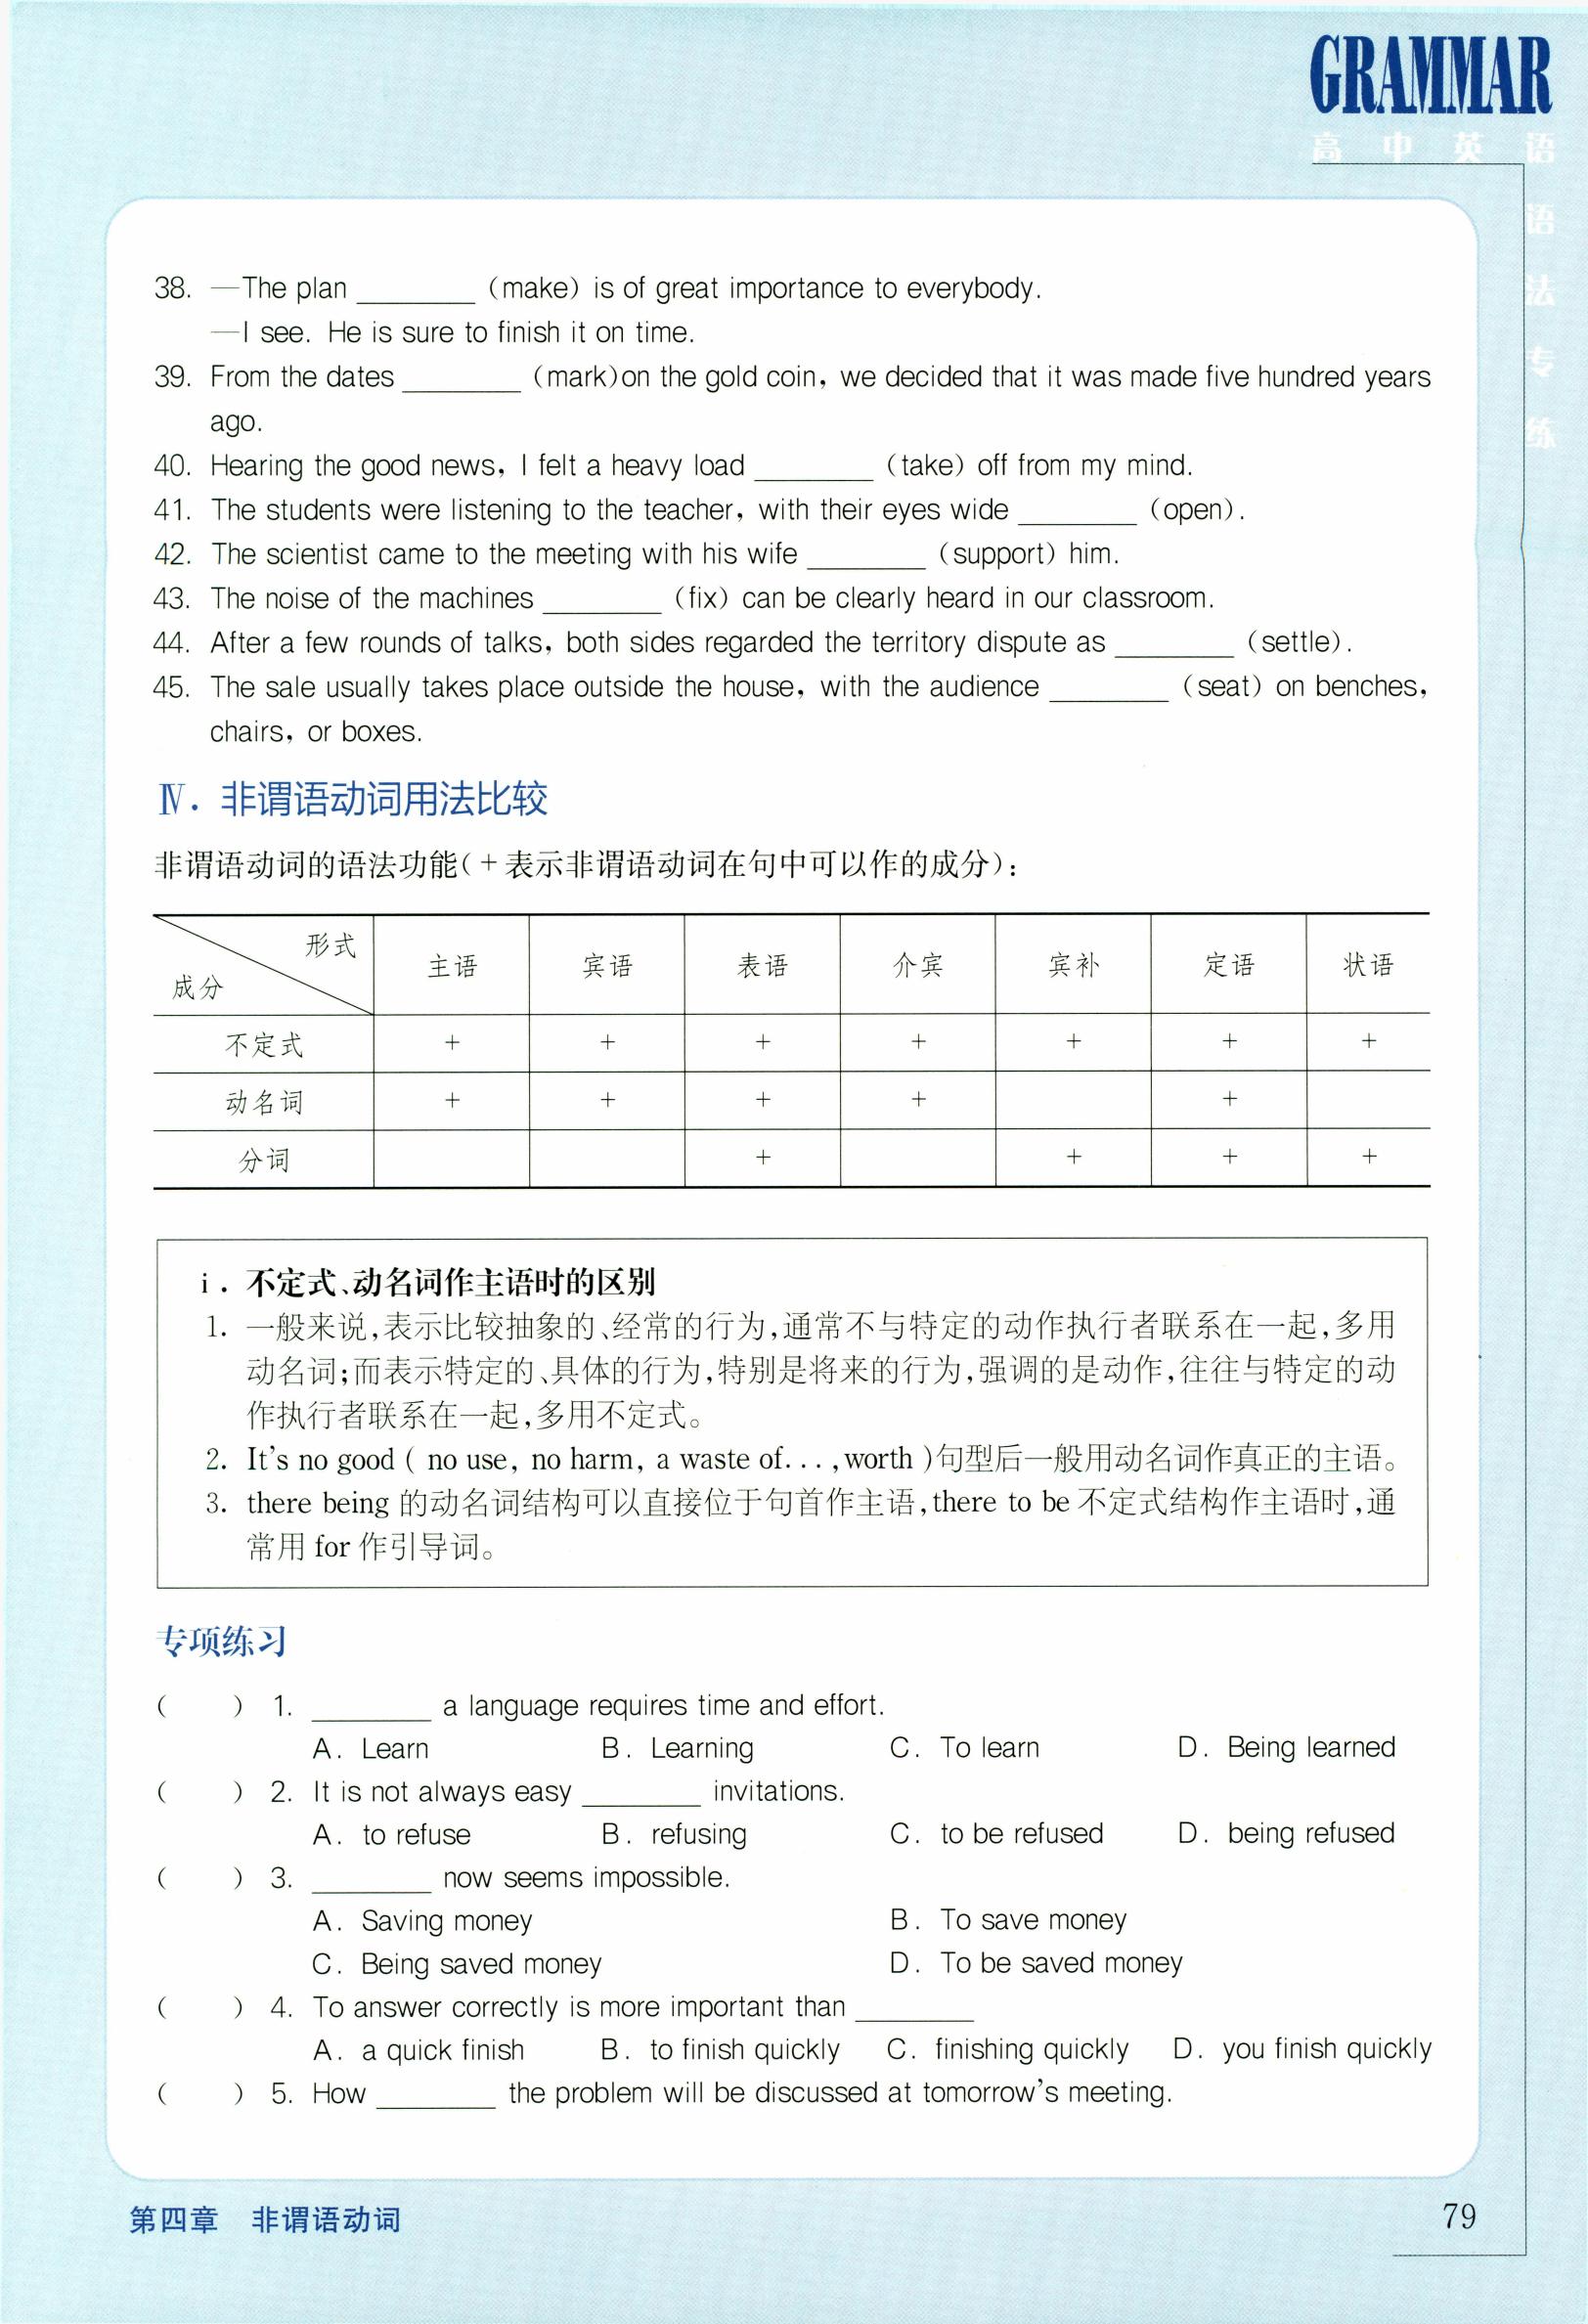 GRAMMAR
高中英语
语法专练
38. —The plan ________ (make) is of great importance to everybody.
—I see. He is sure to finish it on time.
39. From the dates ________ (mark)on the gold coin, we decided that it was made five hundred years
ago.
40. Hearing the good news, I felt a heavy load ________ (take) off from my mind.
41. The students were listening to the teacher, with their eyes wide ________ (open).
42. The scientist came to the meeting with his wife ________ (support) him.
43. The noise of the machines ________ (fix) can be clearly heard in our classroom.
44. After a few rounds of talks, both sides regarded the territory dispute as ________ (settle).
45. The sale usually takes place outside the house, with the audience ________ (seat) on benches,
chairs, or boxes.
Ⅳ. 非谓语动词用法比较
非谓语动词的语法功能(+表示非谓语动词在句中可以作的成分):
形式 成分 主语 宾语 表语 介宾 宾补 定语 状语
不定式 + + + + + + +
动名词 + + + + +
分词 + + + +
ⅰ. 不定式、动名词作主语时的区别
1. 一般来说,表示比较抽象的、经常的行为,通常不与特定的动作执行者联系在一起,多用
动名词;而表示特定的、具体的行为,特别是将来的行为,强调的是动作,往往与特定的动
作执行者联系在一起,多用不定式。
2. It's no good ( no use, no harm, a waste of...,worth )句型后一般用动名词作真正的主语。
3. there being 的动名词结构可以直接位于句首作主语,there to be 不定式结构作主语时,通
常用 for 作引导词。
专项练习
( ) 1. ________ a language requires time and effort.
A. Learn B. Learning C. To learn D. Being learned
( ) 2. It is not always easy ________ invitations.
A. to refuse B. refusing C. to be refused D. being refused
( ) 3. ________ now seems impossible.
A. Saving money B. To save money
C. Being saved money D. To be saved money
( ) 4. To answer correctly is more important than ________
A. a quick finish B. to finish quickly C. finishing quickly D. you finish quickly
( ) 5. How ________ the problem will be discussed at tomorrow's meeting.
第四章 非谓语动词 79